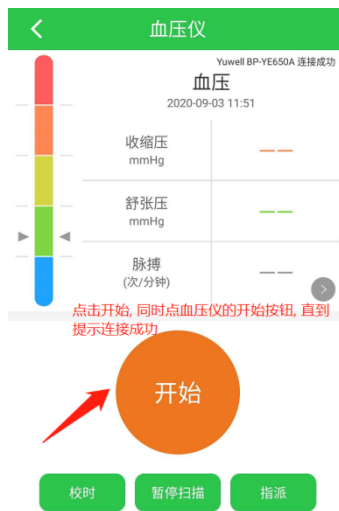 血压仪
Yuwell BP-YE650A 连接成功
血压
2020-09-03 11:51
收缩压
mmHg
——
舒张压
mmHg
——
脉搏
(次/分钟)
——
点击开始, 同时点血压仪的开始按钮, 直到
提示连接成功
开始
校时
暂停扫描
指派